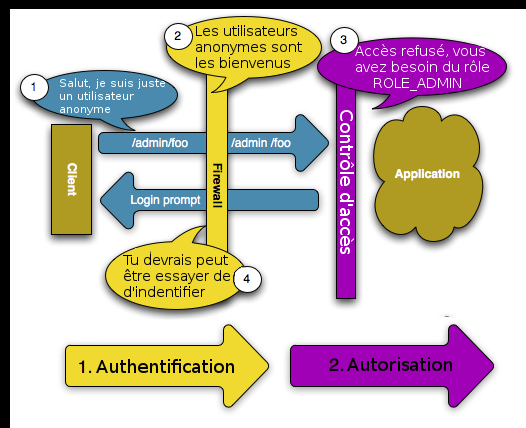 1
Salut, je suis juste
un utilisateur
anonyme
2
Les utilisateurs
anonymes sont
les bienvenus
3
Accès refusé, vous
avez besoin du rôle
ROLE_ADMIN
Client
/admin/foo
/admin /foo
Firewall
Contrôle d'accès
Application
Login prompt
Tu devrais peut
être essayer de
d'indentifier
4
1. Authentification
2. Autorisation